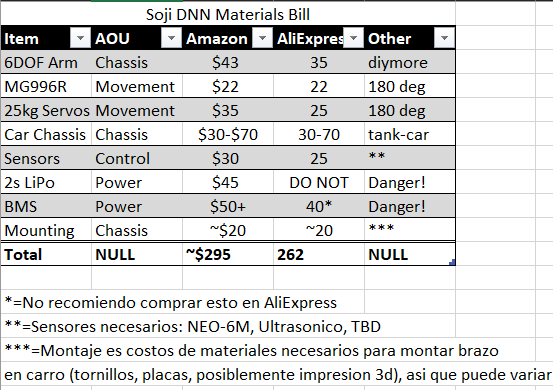 Soji DNN Materials Bill
Item AOU Amazon AliExpres Other
6DOF Arm Chassis $43 35 diymore
MG996R Movement $22 22 180 deg
25kg Servos Movement $35 25 180 deg
Car Chassis Chassis $30-$70 30-70 tank-car
Sensors Control $30 25 **
2s LiPo Power $45 DO NOT Danger!
BMS Power $50+ 40* Danger!
Mounting Chassis ~$20 ~20 ***
Total NULL ~$295 262 NULL
*=No recomiendo comprar esto en AliExpress
**=Sensores necesarios: NEO-6M, Ultrasonico, TBD
***=Montaje es costos de materiales necesarios para montar brazo
en carro (tornillos, placas, posiblemente impresion 3d), asi que puede variar